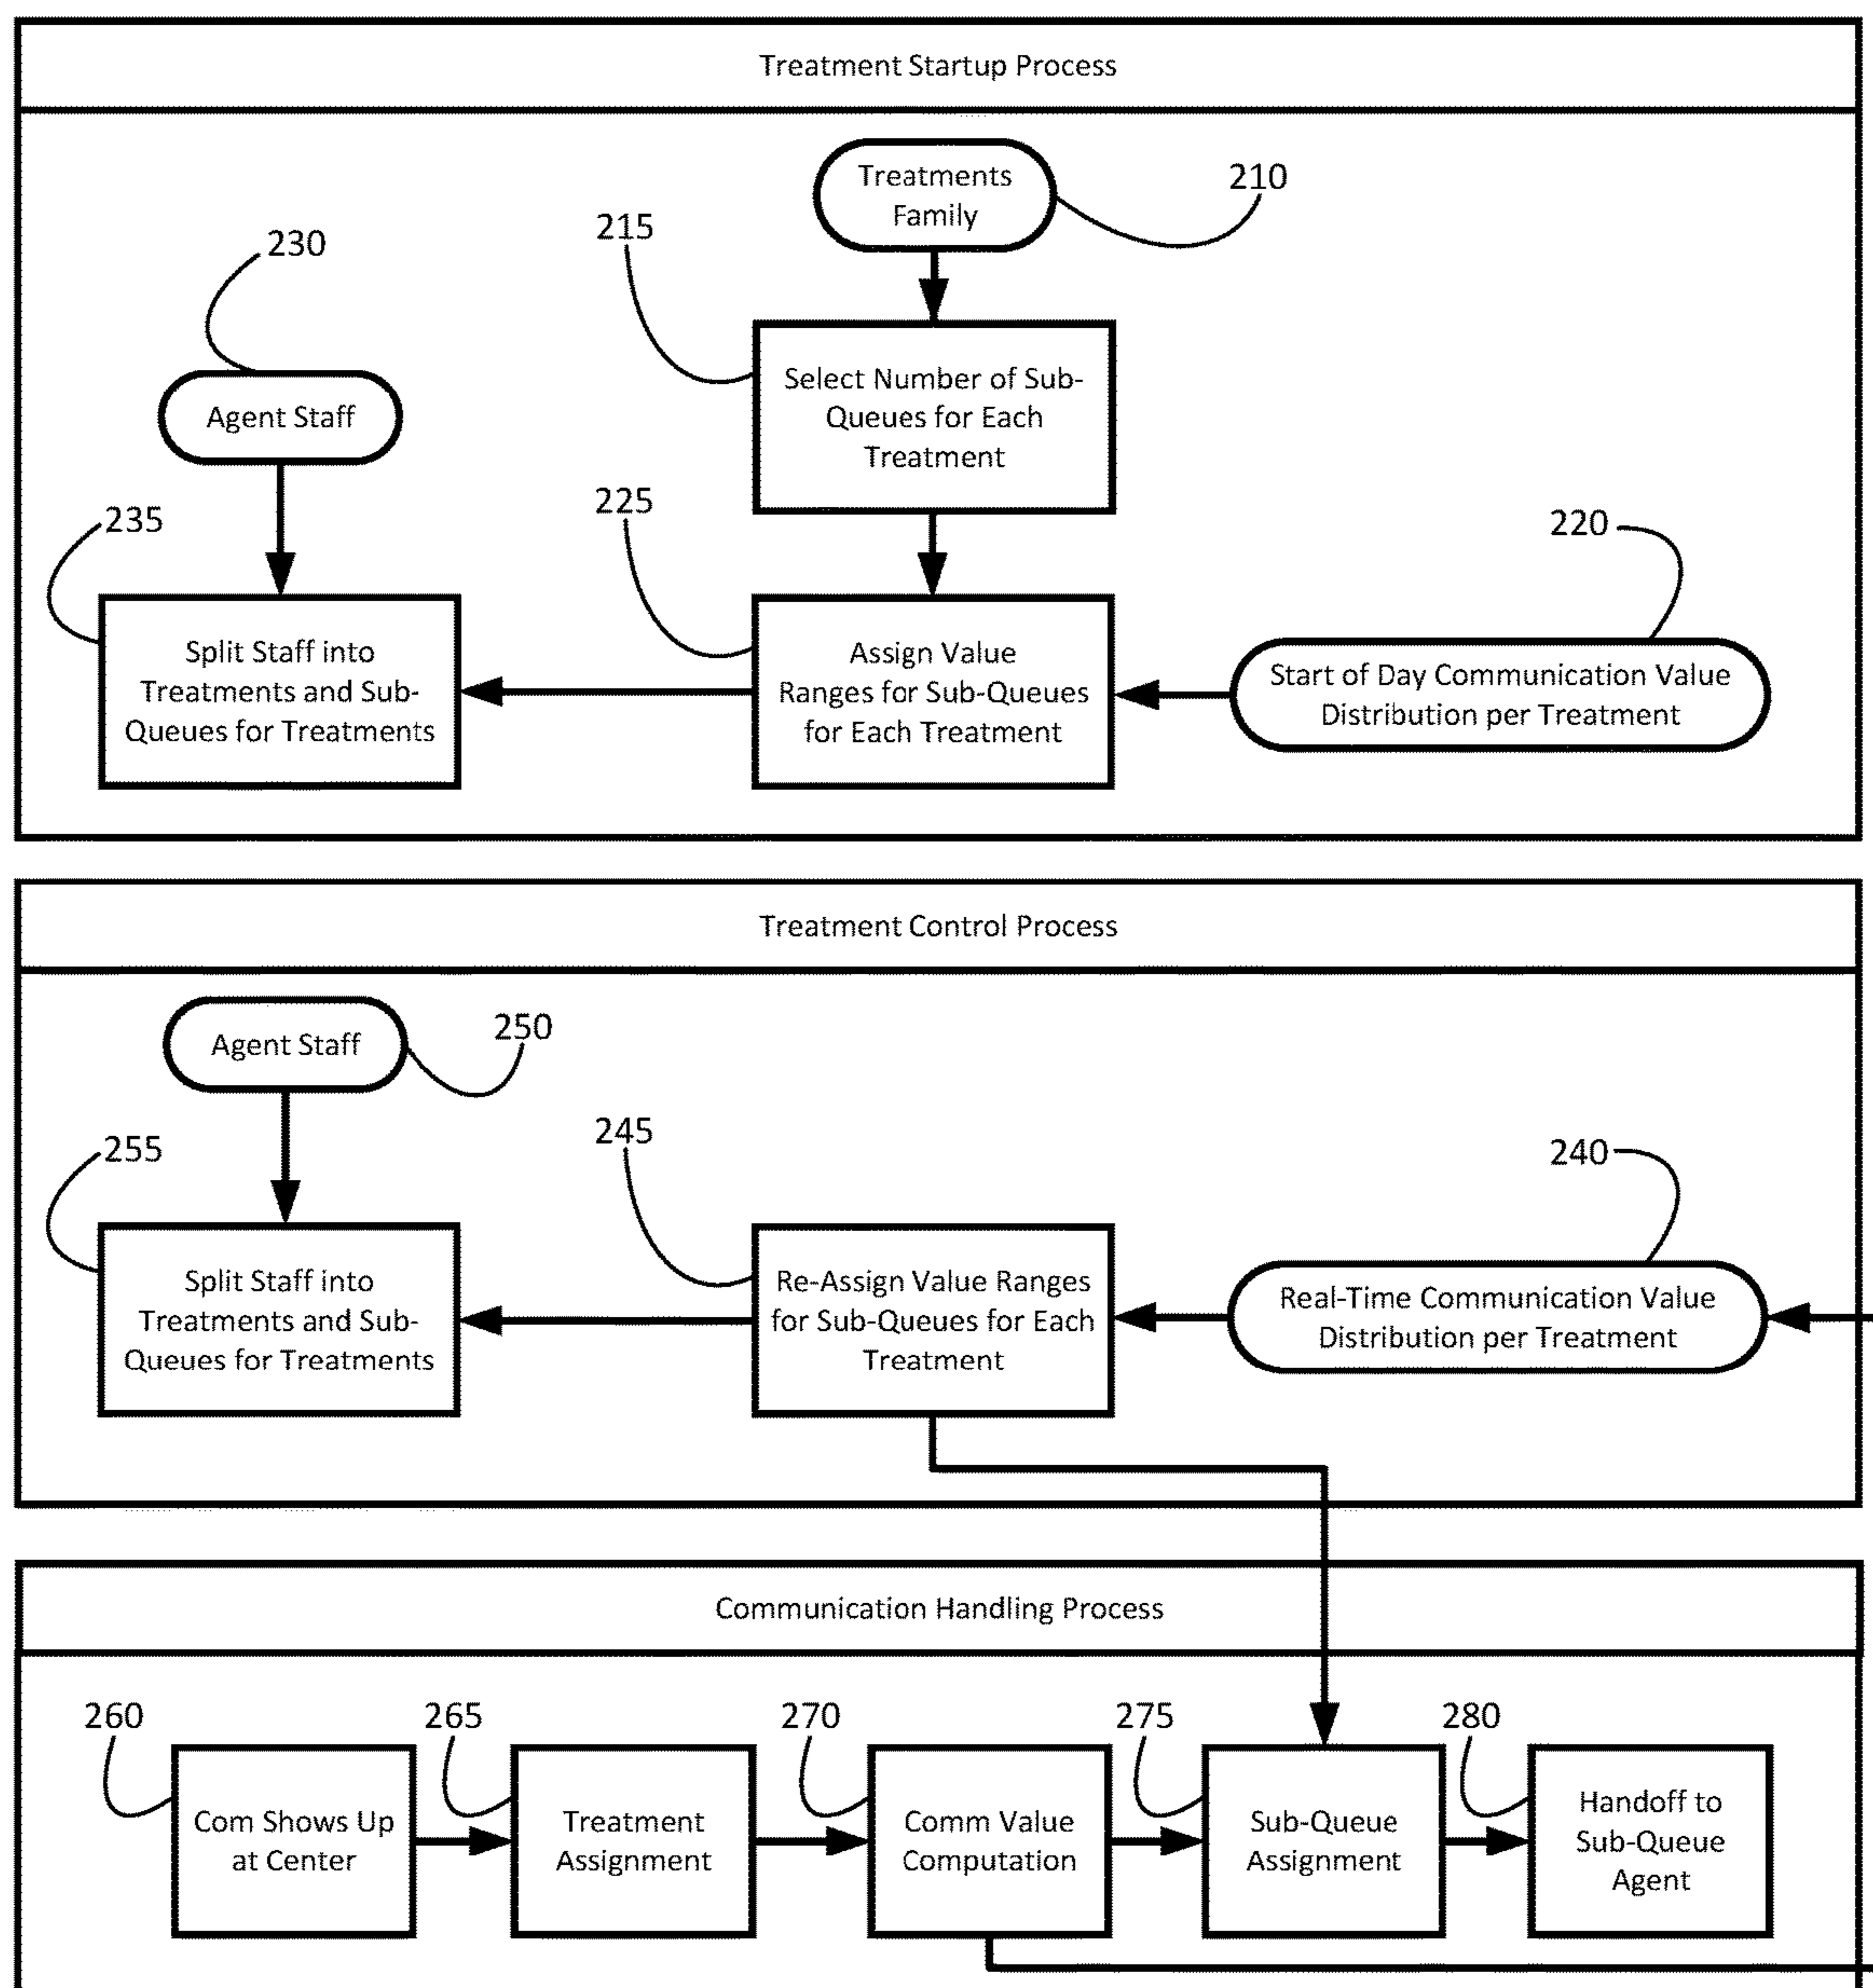 Treatment Startup Process
Treatments
Family
210
215
230
Select Number of Sub-
Queues for Each
Treatment
Agent Staff
225
235
220
Split Staff into
Treatments and Sub-
Queues for Treatments
Assign Value
Ranges for Sub-Queues
for Each Treatment
Start of Day Communication Value
Distribution per Treatment
Treatment Control Process
Agent Staff
250
245
255
240
Split Staff into
Treatments and Sub-
Queues for Treatments
Re-Assign Value Ranges
for Sub-Queues for Each
Treatment
Real-Time Communication Value
Distribution per Treatment
Communication Handling Process
260
265
270
275
280
Com Shows Up
at Center
Treatment
Assignment
Comm Value
Computation
Sub-Queue
Assignment
Handoff to
Sub-Queue
Agent